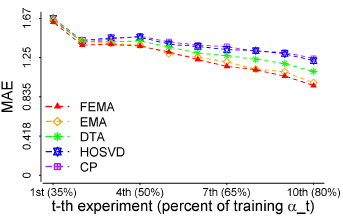 1.67
1.25
0.835
0.418
0
MAE
FEMA
EMA
DTA
HOSVD
CP
1st (35%) 4th (50%) 7th (65%) 10th (80%)
t-th experiment (percent of training α_t)